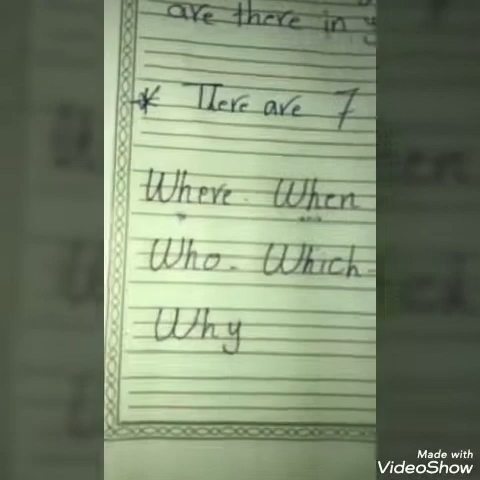 are there in y
* There are 7
Where. When
Who. Which
Why
Made with
VideoShow